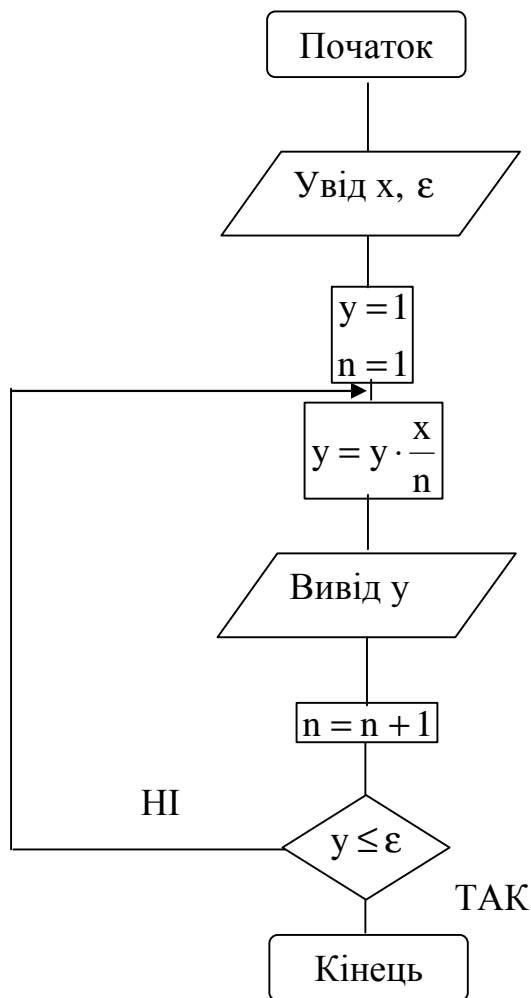 Початок
Увід x, ε
y = 1
n = 1
y = y · x/n
Вивід y
n = n + 1
НІ
y ≤ ε
ТАК
Кінець